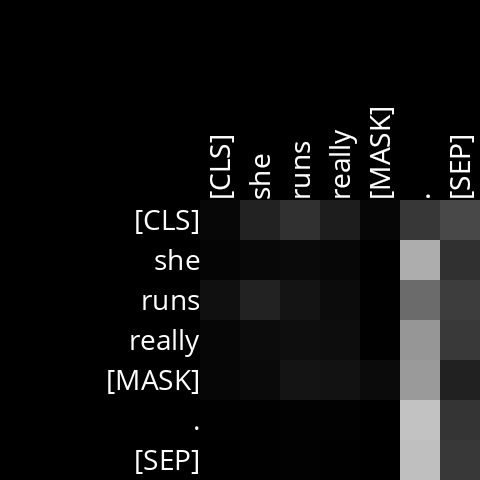 [CLS] she runs really [MASK] . [SEP]
[CLS]
she
runs
really
[MASK]
.
[SEP]